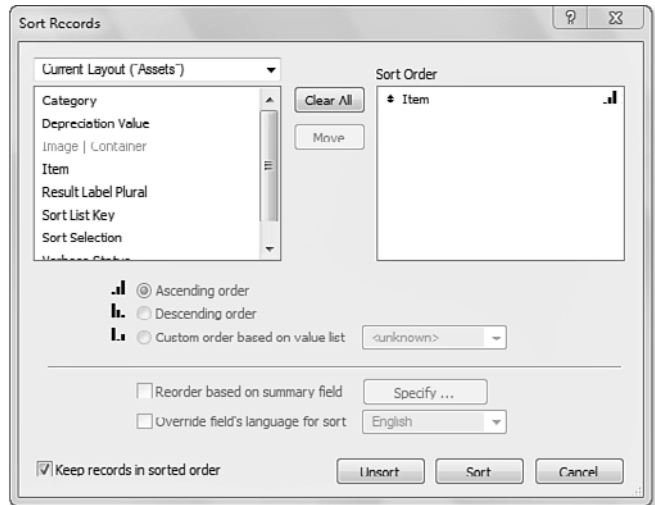 Sort Records
Current Layout ("Assets")
Sort Order
Category
Depreciation Value
Image | Container
Item
Result Label Plural
Sort List Key
Sort Selection
Clear All
Move
Item
Ascending order
Descending order
Custom order based on value list
<unknown>
Reorder based on summary field
Specify ...
Override field's language for sort
English
Keep records in sorted order
Unsort
Sort
Cancel